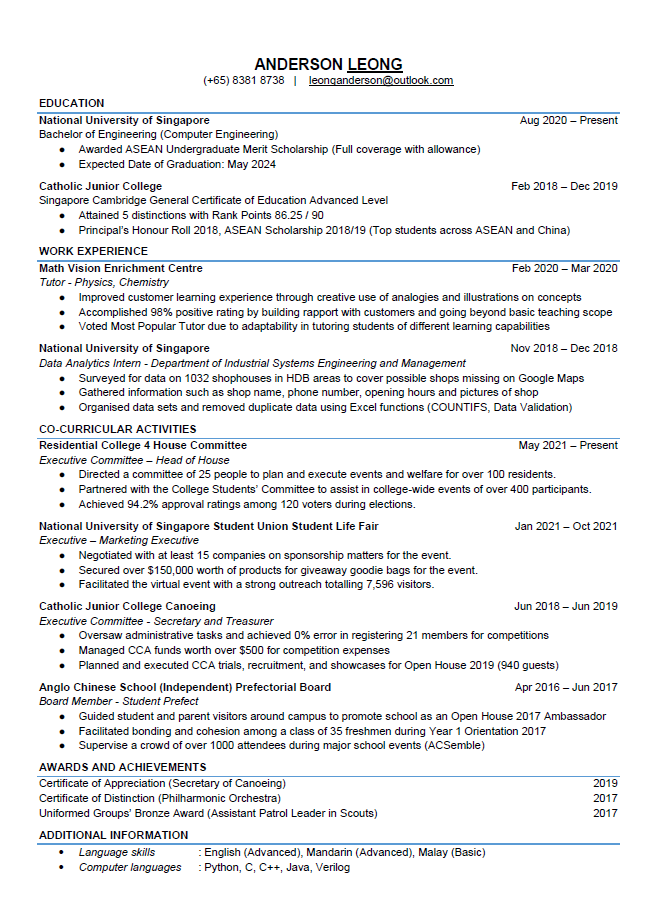 ANDERSON LEONG
(+65) 8381 8738 | leonganderson@outlook.com
EDUCATION
National University of Singapore Aug 2020 – Present
Bachelor of Engineering (Computer Engineering)
● Awarded ASEAN Undergraduate Merit Scholarship (Full coverage with allowance)
● Expected Date of Graduation: May 2024
Catholic Junior College Feb 2018 – Dec 2019
Singapore Cambridge General Certificate of Education Advanced Level
● Attained 5 distinctions with Rank Points 86.25 / 90
● Principal's Honour Roll 2018, ASEAN Scholarship 2018/19 (Top students across ASEAN and China)
WORK EXPERIENCE
Math Vision Enrichment Centre Feb 2020 – Mar 2020
Tutor - Physics, Chemistry
● Improved customer learning experience through creative use of analogies and illustrations on concepts
● Accomplished 98% positive rating by building rapport with customers and going beyond basic teaching scope
● Voted Most Popular Tutor due to adaptability in tutoring students of different learning capabilities
National University of Singapore Nov 2018 – Dec 2018
Data Analytics Intern - Department of Industrial Systems Engineering and Management
● Surveyed for data on 1032 shophouses in HDB areas to cover possible shops missing on Google Maps
● Gathered information such as shop name, phone number, opening hours and pictures of shop
● Organised data sets and removed duplicate data using Excel functions (COUNTIFS, Data Validation)
CO-CURRICULAR ACTIVITIES
Residential College 4 House Committee May 2021 – Present
Executive Committee – Head of House
● Directed a committee of 25 people to plan and execute events and welfare for over 100 residents.
● Partnered with the College Students' Committee to assist in college-wide events of over 400 participants.
● Achieved 94.2% approval ratings among 120 voters during elections.
National University of Singapore Student Union Student Life Fair Jan 2021 – Oct 2021
Executive – Marketing Executive
● Negotiated with at least 15 companies on sponsorship matters for the event.
● Secured over $150,000 worth of products for giveaway goodie bags for the event.
● Facilitated the virtual event with a strong outreach totalling 7,596 visitors.
Catholic Junior College Canoeing Jun 2018 – Jun 2019
Executive Committee - Secretary and Treasurer
● Oversaw administrative tasks and achieved 0% error in registering 21 members for competitions
● Managed CCA funds worth over $500 for competition expenses
● Planned and executed CCA trials, recruitment, and showcases for Open House 2019 (940 guests)
Anglo Chinese School (Independent) Prefectorial Board Apr 2016 – Jun 2017
Board Member - Student Prefect
● Guided student and parent visitors around campus to promote school as an Open House 2017 Ambassador
● Facilitated bonding and cohesion among a class of 35 freshmen during Year 1 Orientation 2017
● Supervise a crowd of over 1000 attendees during major school events (ACSemble)
AWARDS AND ACHIEVEMENTS
Certificate of Appreciation (Secretary of Canoeing) 2019
Certificate of Distinction (Philharmonic Orchestra) 2017
Uniformed Groups' Bronze Award (Assistant Patrol Leader in Scouts) 2017
ADDITIONAL INFORMATION
• Language skills : English (Advanced), Mandarin (Advanced), Malay (Basic)
• Computer languages : Python, C, C++, Java, Verilog